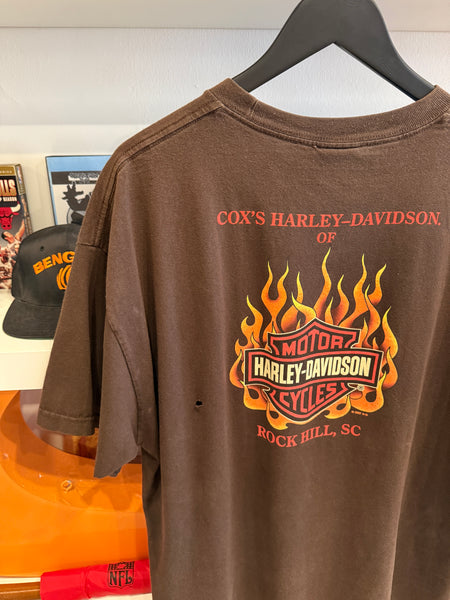 COX'S HARLEY-DAVIDSON.
OF
MOTOR
HARLEY-DAVIDSON
CYCLES
ROCK HILL, SC
BENG
NFL